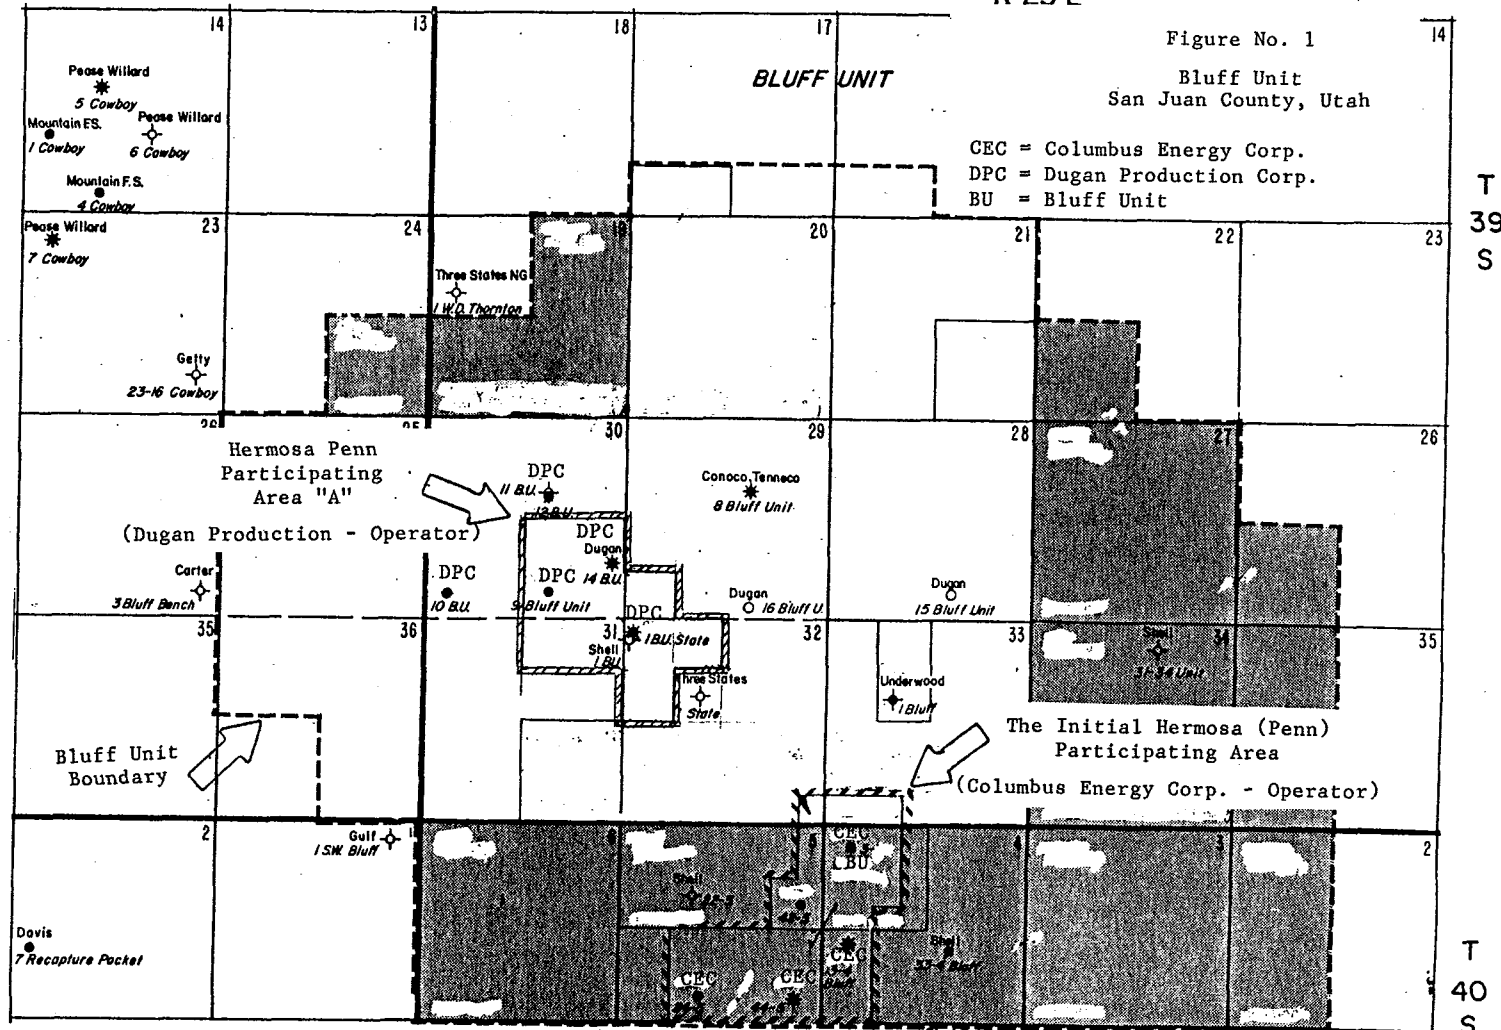 R 23 E
14
13
18
17
14
Figure No. 1
Bluff Unit
San Juan County, Utah
BLUFF UNIT
CEC = Columbus Energy Corp.
DPC = Dugan Production Corp.
BU = Bluff Unit
Pease Willard
5 Cowboy
Mountain F.S.
1 Cowboy
Pease Willard
6 Cowboy
Mountain F.S.
4 Cowboy
T
39
S
23
24
19
20
21
22
23
Pease Willard
7 Cowboy
Three States NG
1 W.D. Thornton
Getty
23-16 Cowboy
26
25
30
29
28
27
26
Hermosa Penn
Participating
Area "A"
(Dugan Production - Operator)
DPC
11 B.U.
12 B.U.
Conoco, Tenneco
8 Bluff Unit
DPC
Dugan
14 B.U.
Carter
3 Bluff Bench
DPC
10 B.U.
DPC
9 Bluff Unit
Dugan
16 Bluff U.
Dugan
15 Bluff Unit
35
36
31
32
33
34
35
DPC
1 B.U. State
Shell
1 BU
Three States
State
Underwood
1 Bluff
Shell
31-34 Unit
Bluff Unit
Boundary
The Initial Hermosa (Penn)
Participating Area
(Columbus Energy Corp. - Operator)
2
1
6
5
4
3
2
Gulf
1 S.W. Bluff
CEC
BU
Shell
Davis
7 Recapture Pocket
CEC
CEC
CEC
Bluff
Shell
33-4 Bluff
T
40
S